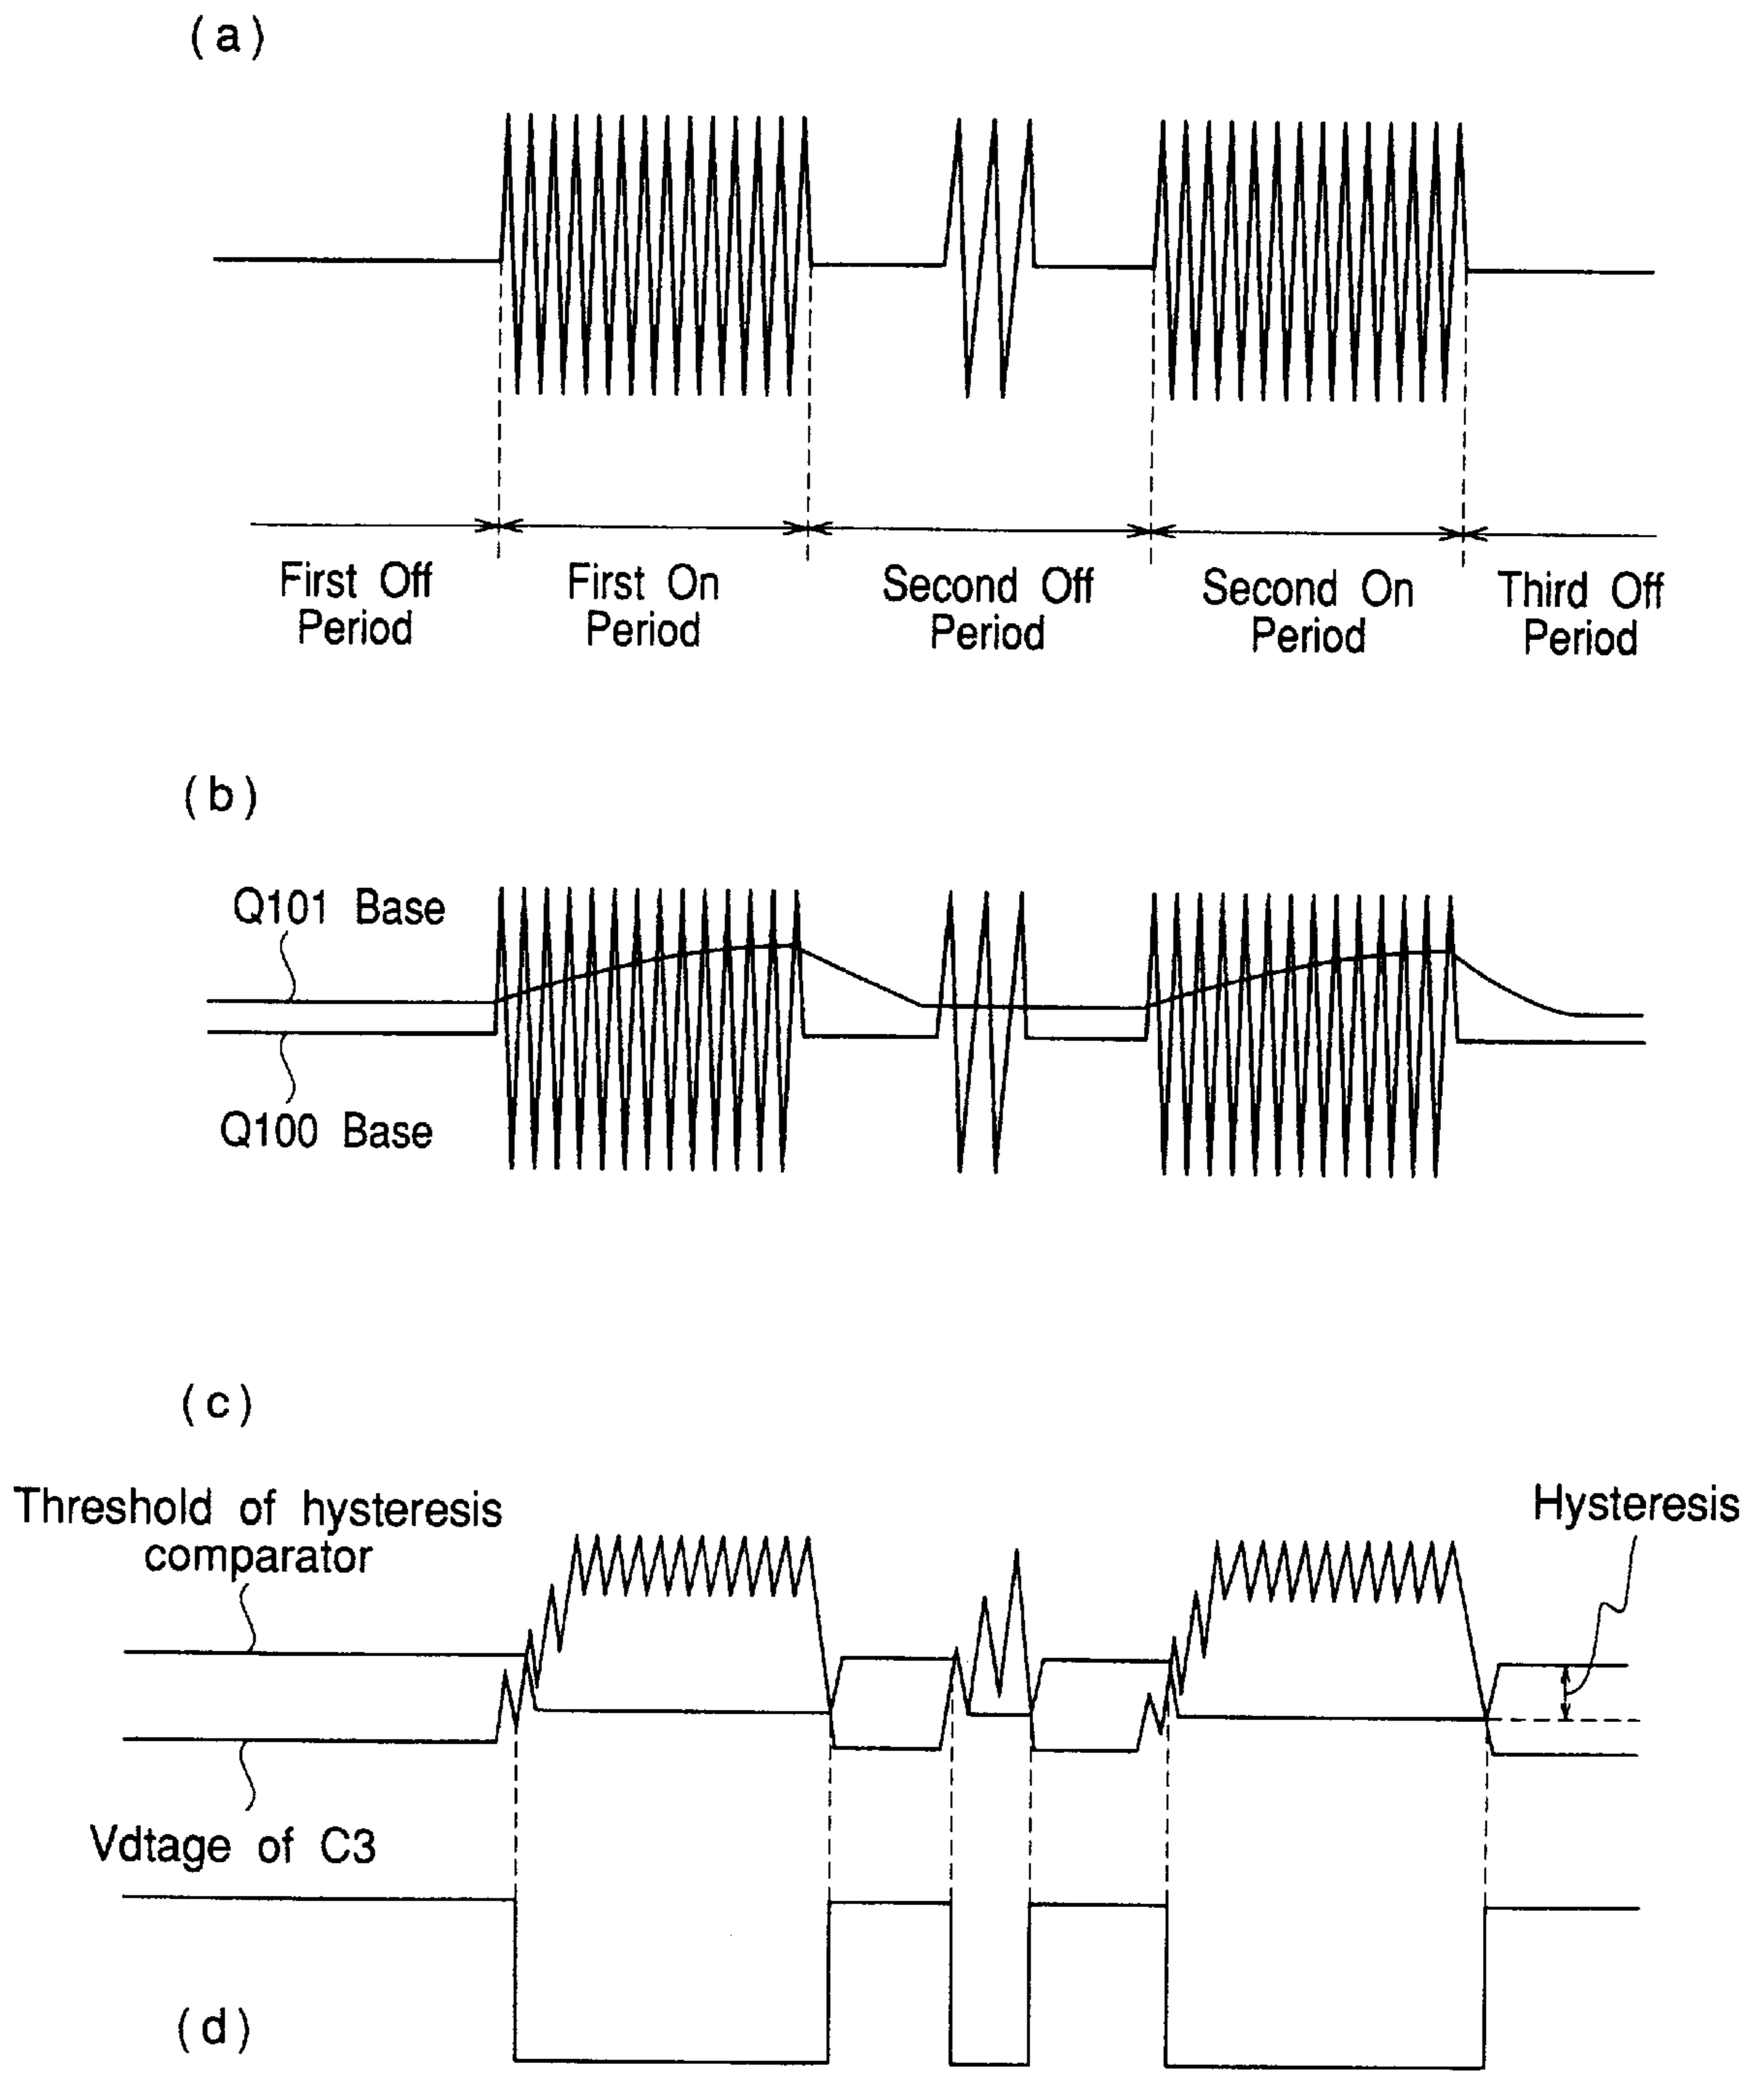 (a)
First Off Period
First On Period
Second Off Period
Second On Period
Third Off Period
(b)
Q101 Base
Q100 Base
(c)
Threshold of hysteresis
comparator
Hysteresis
Vdtage of C3
(d)